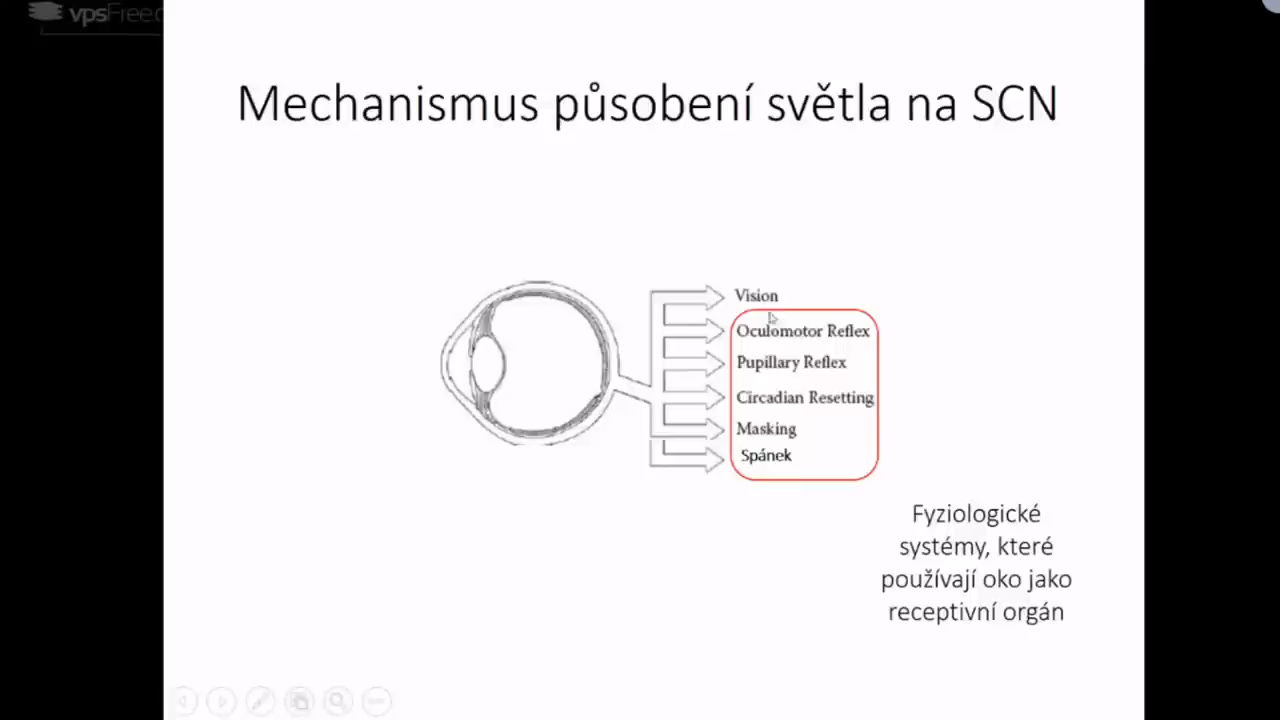 vpsFree.c
Mechanismus působení světla na SCN
Vision
Oculomotor Reflex
Pupillary Reflex
Circadian Resetting
Masking
Spánek
Fyziologické
systémy, které
používají oko jako
receptivní orgán